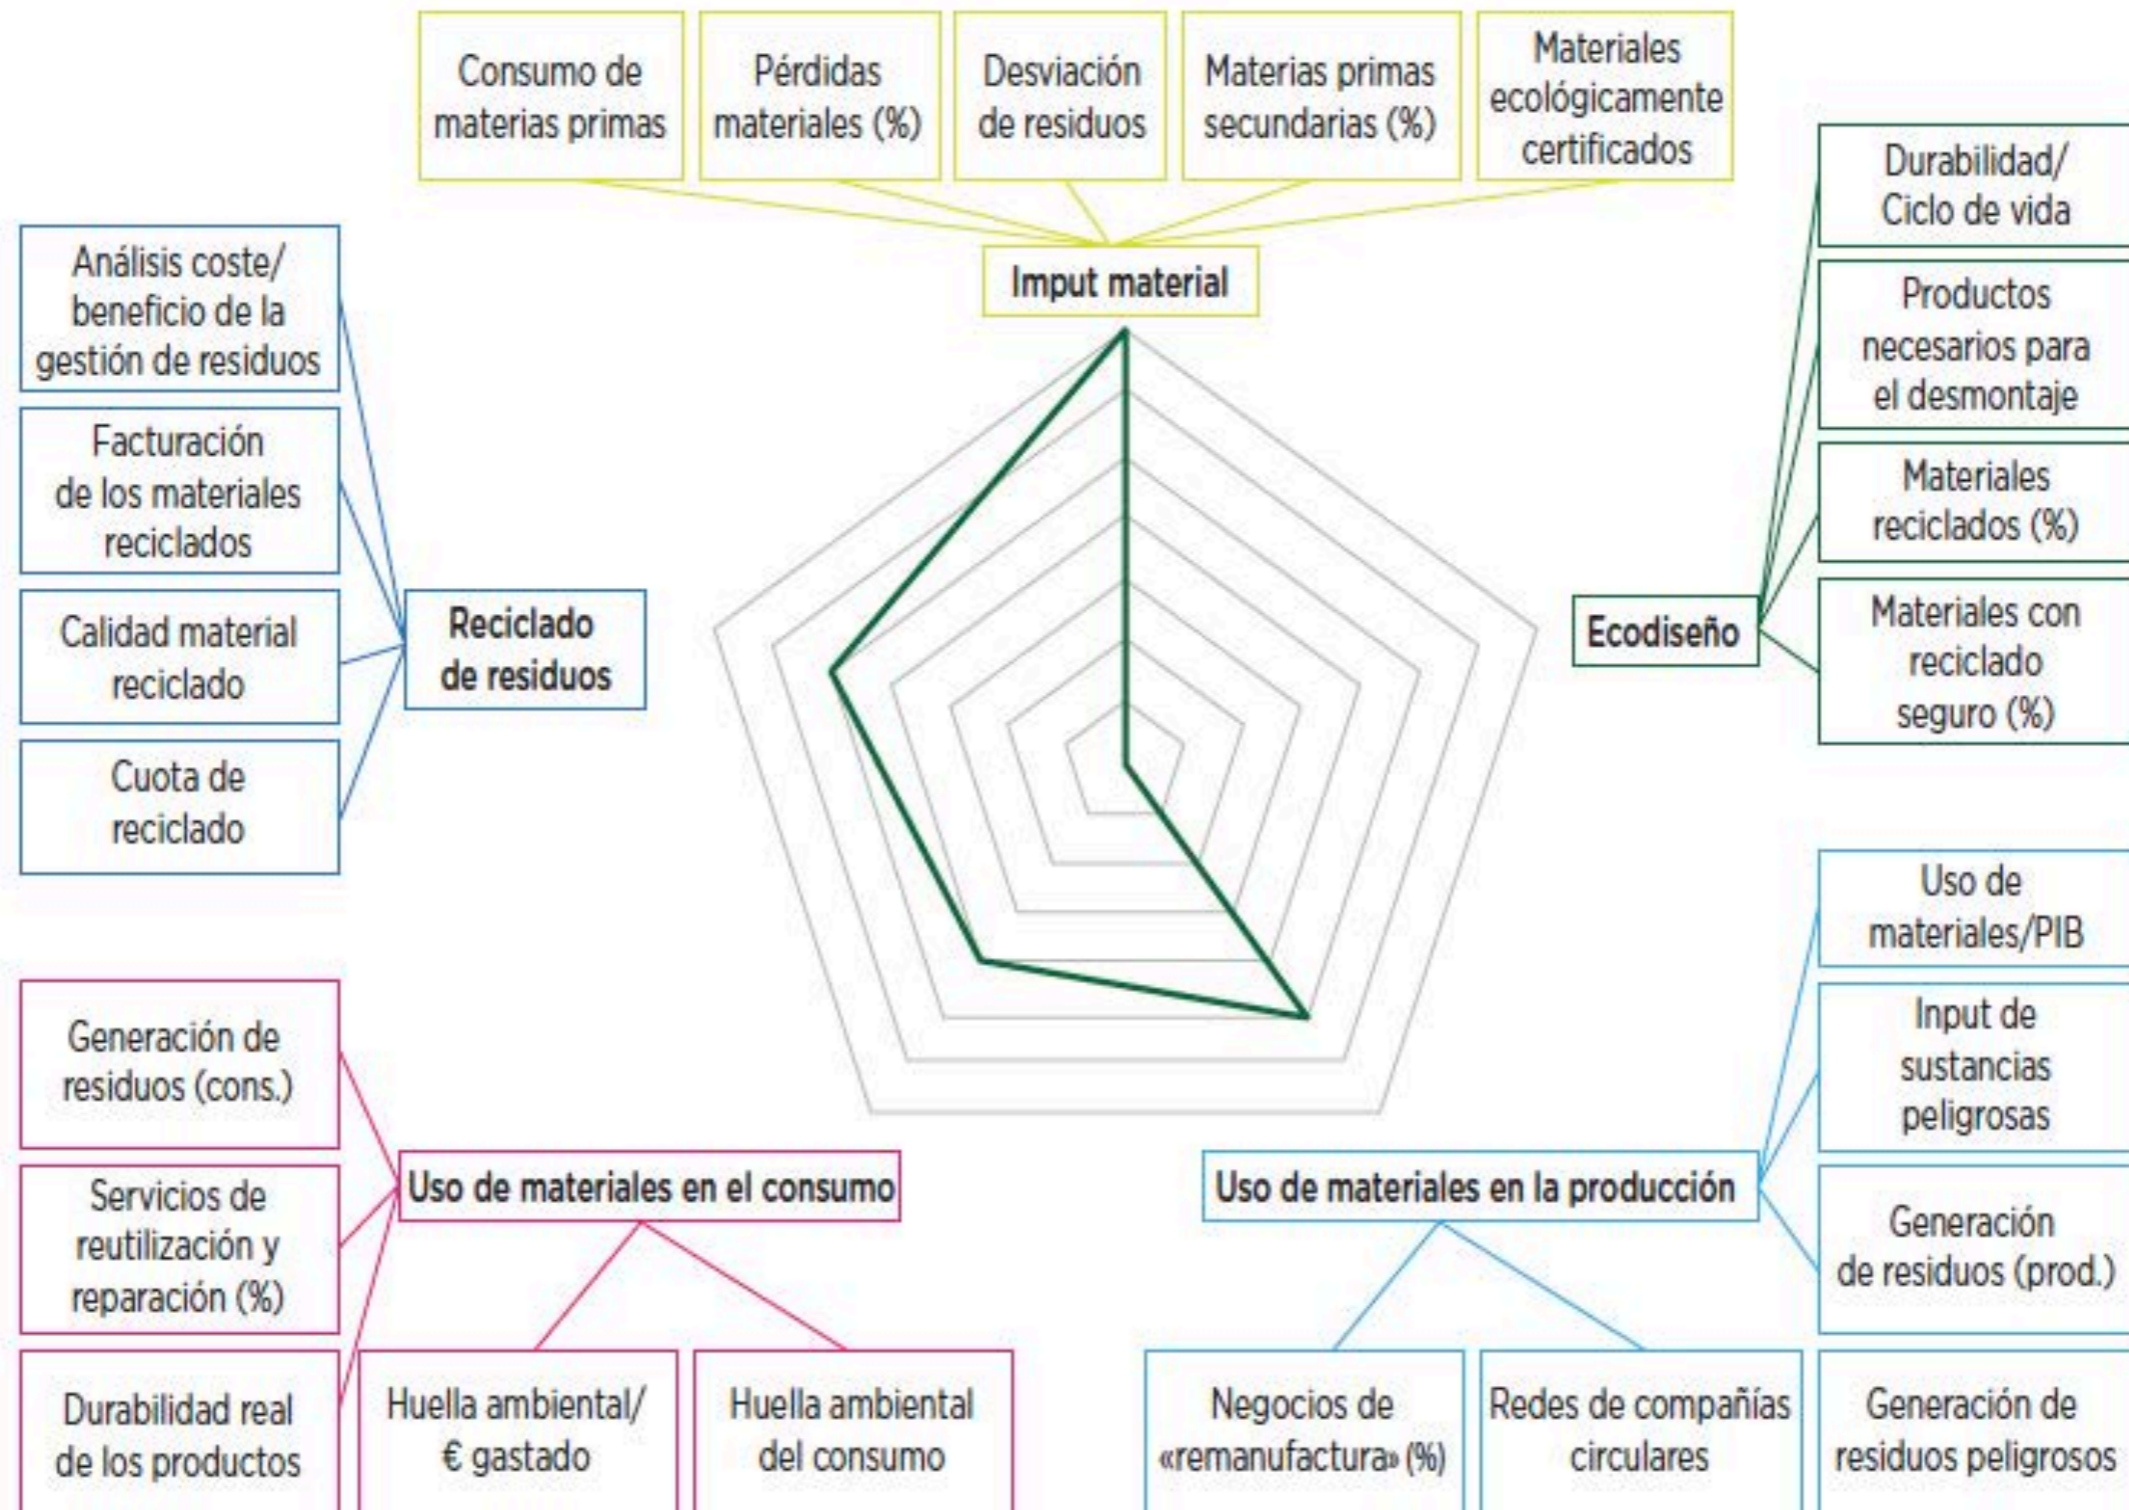 Consumo de
materias primas
Pérdidas
materiales (%)
Desviación
de residuos
Materias primas
secundarias (%)
Materiales
ecológicamente
certificados
Imput material
Análisis coste/
beneficio de la
gestión de residuos
Facturación
de los materiales
reciclados
Calidad material
reciclado
Cuota de
reciclado
Reciclado
de residuos
Ecodiseño
Durabilidad/
Ciclo de vida
Productos
necesarios para
el desmontaje
Materiales
reciclados (%)
Materiales con
reciclado
seguro (%)
Generación de
residuos (cons.)
Servicios de
reutilización y
reparación (%)
Durabilidad real
de los productos
Uso de materiales en el consumo
Huella ambiental/
€ gastado
Huella ambiental
del consumo
Uso de materiales en la producción
Uso de
materiales/PIB
Input de
sustancias
peligrosas
Generación
de residuos (prod.)
Negocios de
«remanufactura» (%)
Redes de compañías
circulares
Generación de
residuos peligrosos